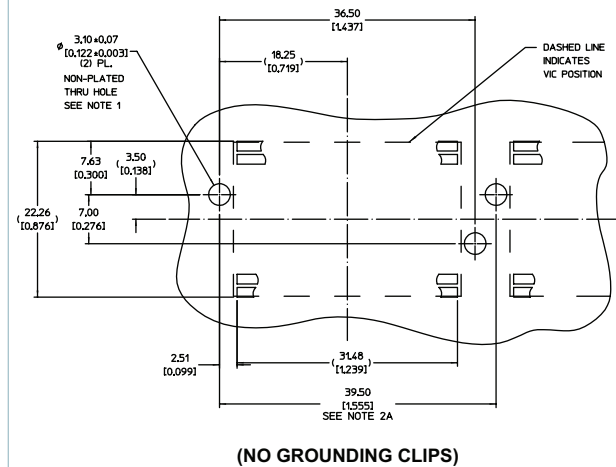 36.50
[1.437]
ø 3.10±0.07
[0.122±0.003]
(2) PL.
NON-PLATED
THRU HOLE
SEE NOTE 1
18.25
(0.719)
DASHED LINE
INDICATES
VIC POSITION
7.63
[0.300]
(3.50
[0.138])
(22.26
[0.876])
7.00
[0.276]
2.51
[0.099]
(31.48
[1.239])
39.50
[1.555]
SEE NOTE 2A
(NO GROUNDING CLIPS)